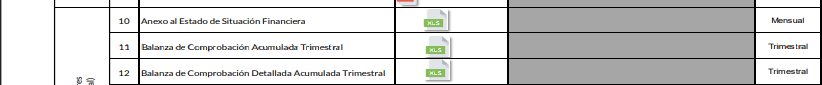 10 Anexo al Estado de Situación Financiera XLS Mensual
11 Balanza de Comprobación Acumulada Trimestral XLS Trimestral
12 Balanza de Comprobación Detallada Acumulada Trimestral XLS Trimestral